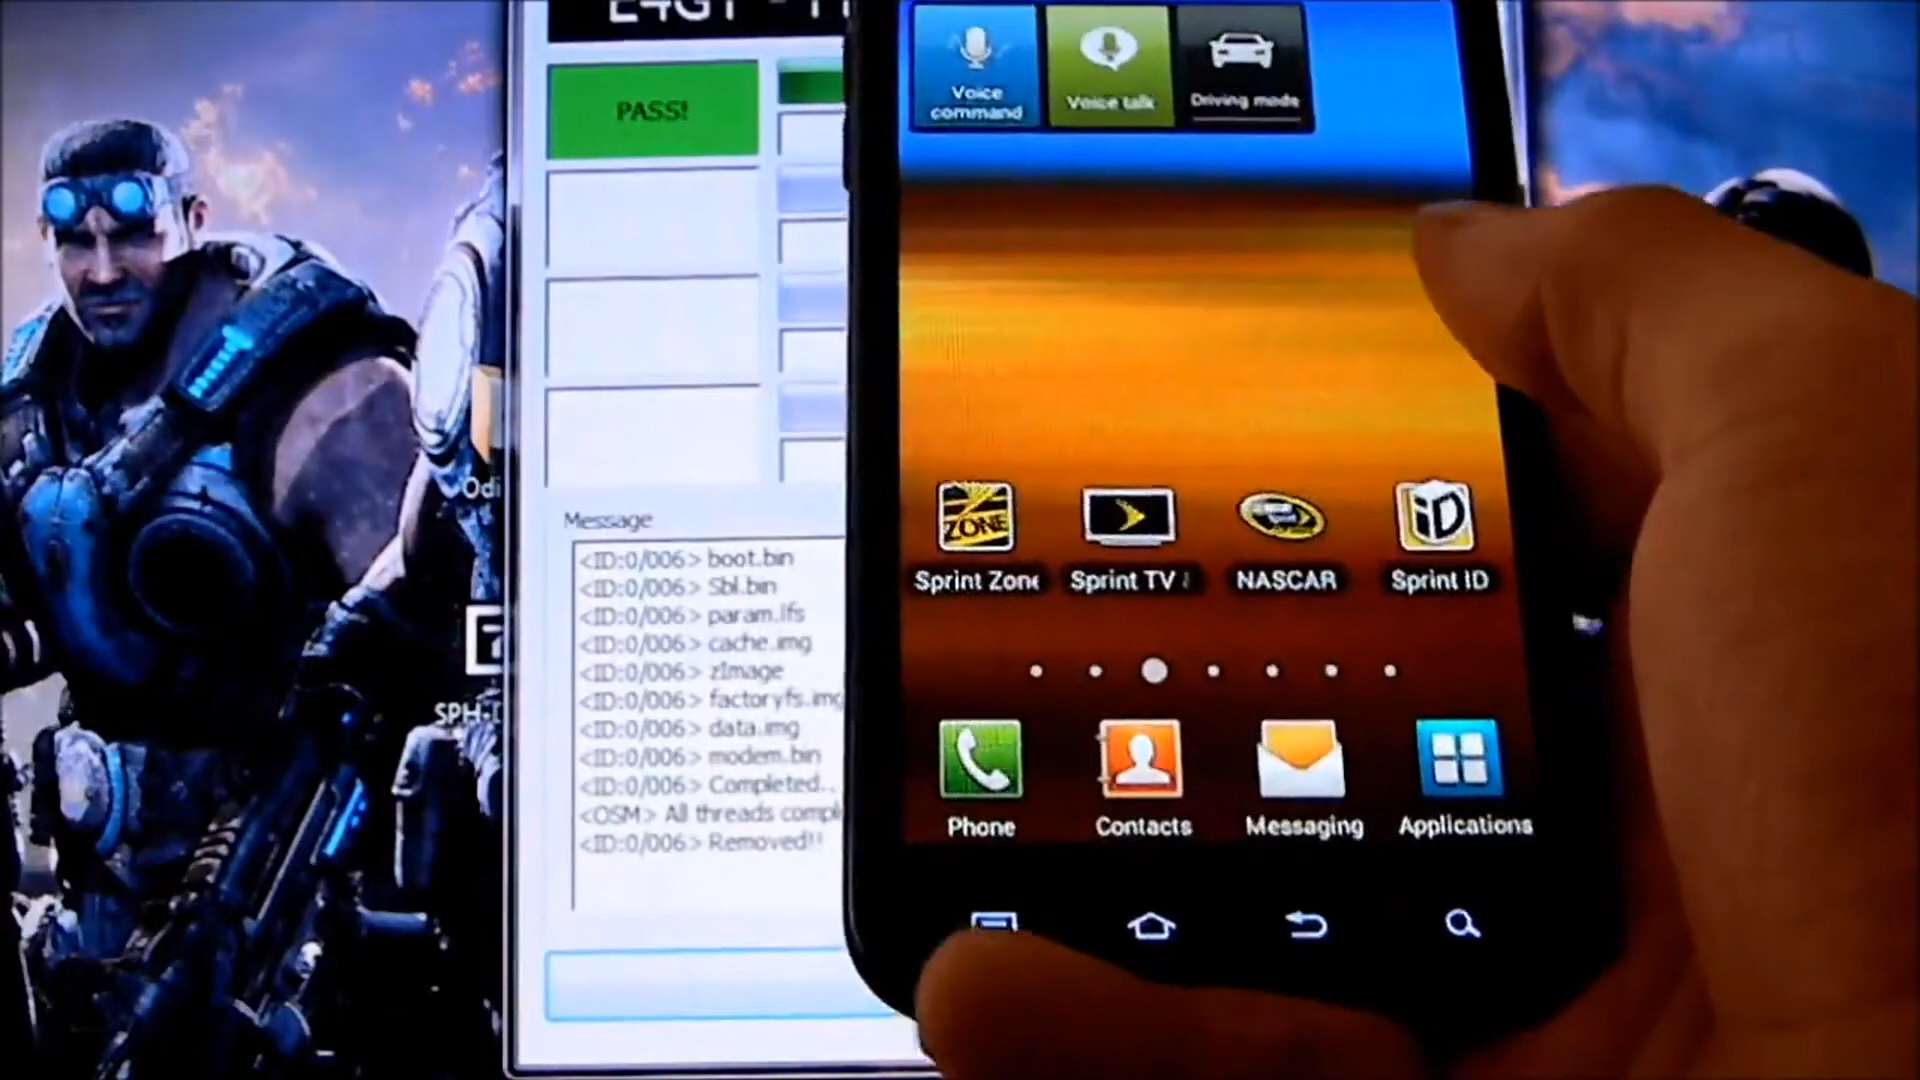 E4GT -
PASS!
Voice
command
Voice talk
Driving mode
Odi
SPH-
Message
<ID:0/006> boot.bin
<ID:0/006> Sbl.bin
<ID:0/006> param.lfs
<ID:0/006> cache.img
<ID:0/006> zImage
<ID:0/006> factoryfs.img
<ID:0/006> data.img
<ID:0/006> modem.bin
<ID:0/006> Completed..
<OSM> All threads compl
<ID:0/006> Removed!!
ZONE
iD
Sprint Zone
Sprint TV
NASCAR
Sprint ID
Phone
Contacts
Messaging
Applications